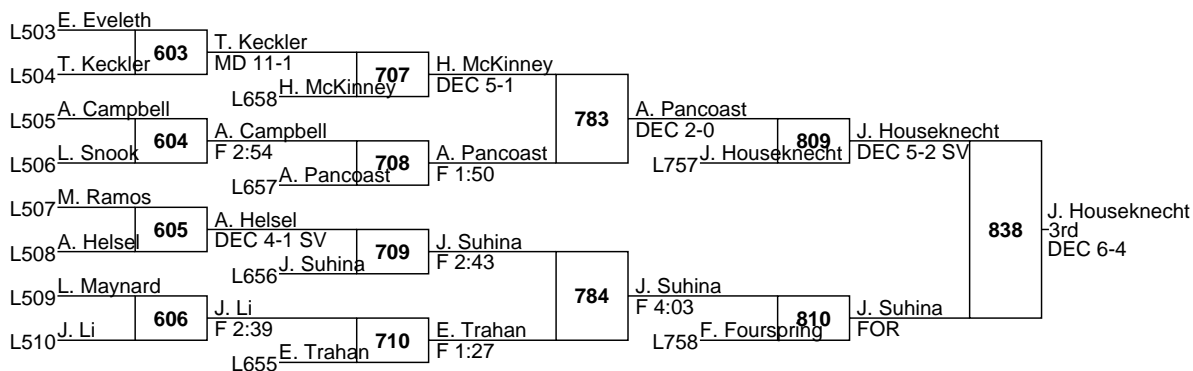 L503 E. Eveleth
603
T. Keckler
MD 11-1
L504 T. Keckler
707
H. McKinney
DEC 5-1
L658 H. McKinney
L505 A. Campbell
604
A. Campbell
F 2:54
L506 L. Snook
708
A. Pancoast
F 1:50
L657 A. Pancoast
783
A. Pancoast
DEC 2-0
L757 J. Houseknecht
809
J. Houseknecht
DEC 5-2 SV
L507 M. Ramos
605
A. Helsel
DEC 4-1 SV
L508 A. Helsel
709
J. Suhina
F 2:43
L656 J. Suhina
L509 L. Maynard
606
J. Li
F 2:39
L510 J. Li
710
E. Trahan
F 1:27
L655 E. Trahan
784
J. Suhina
F 4:03
L758 F. Fourspring
810
J. Suhina
FOR
838
J. Houseknecht
3rd
DEC 6-4